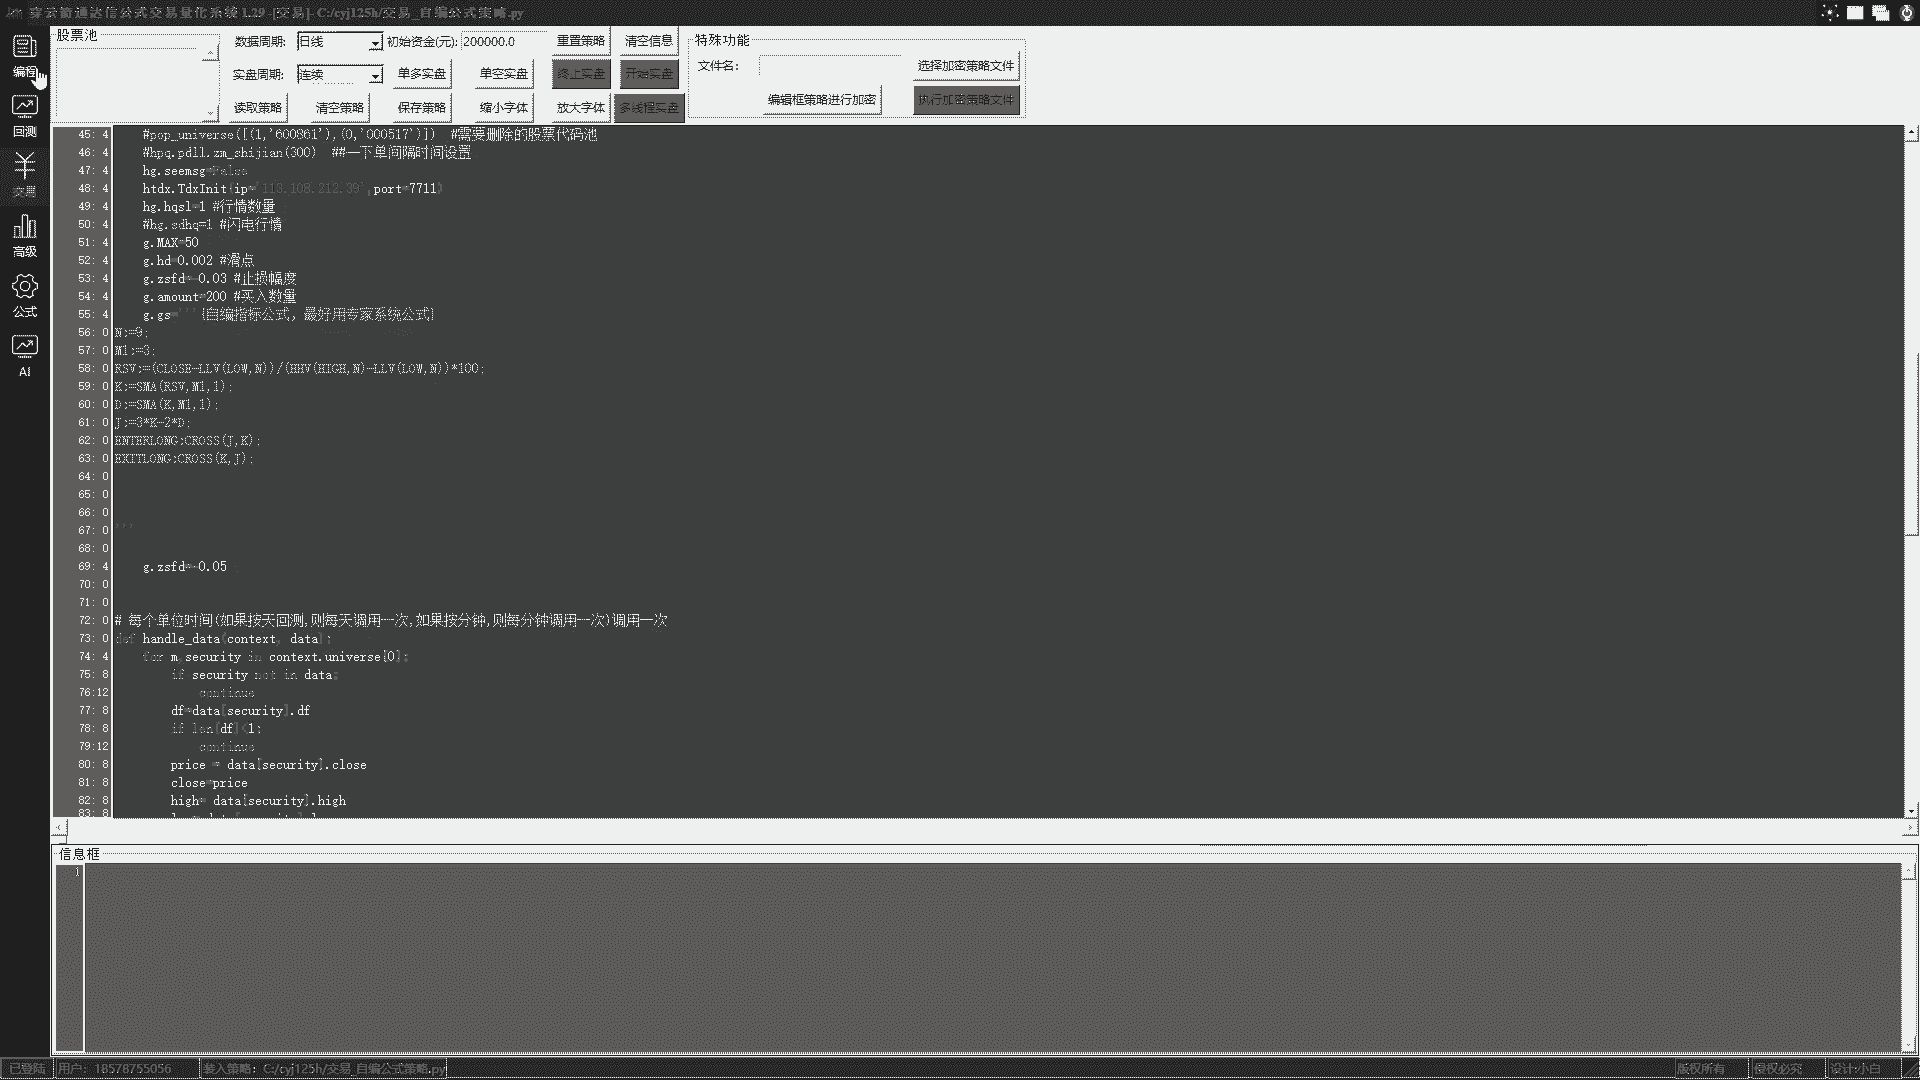 穿云箭通达信公式交易量化系统 1.29 -[交易]- C:/cyj125h/交易_自编公式策略.py
编程
回测
交易
高级
公式
AI
股票池
数据周期: 日线 初始资金(元): 200000.0 重置策略 清空信息
实盘周期: 连续 单多实盘 单空实盘 终止实盘 开始实盘
读取策略 清空策略 保存策略 缩小字体 放大字体 多线程实盘
特殊功能
文件名: 选择加密策略文件
编辑框策略进行加密 执行加密策略文件
45: 4 #pop_universe([(1,'600861'),(0,'000517')]) #需要删除的股票代码池
46: 4 #hpq.pdll.zm_shijian(300) ##一下单间隔时间设置
47: 4 hg.seemsg=False
48: 4 htdx.TdxInit(ip='113.108.212.39',port=7711)
49: 4 hg.hqsl=1 #行情数量
50: 4 #hg.sdhq=1 #闪电行情
51: 4 g.MAX=50
52: 4 g.hd=0.002 #滑点
53: 4 g.zsfd=-0.03 #止损幅度
54: 4 g.amount=200 #买入数量
55: 4 g.gs='''{自编指标公式, 最好用专家系统公式}
56: 0 N:=9;
57: 0 M1:=3;
58: 0 RSV:=(CLOSE-LLV(LOW,N))/(HHV(HIGH,N)-LLV(LOW,N))*100;
59: 0 K:=SMA(RSV,M1,1);
60: 0 D:=SMA(K,M1,1);
61: 0 J:=3*K-2*D;
62: 0 ENTERLONG:CROSS(J,K);
63: 0 EXITLONG:CROSS(K,J);
64: 0
65: 0
66: 0
67: 0 '''
68: 0
69: 4 g.zsfd=-0.05
70: 0
71: 0
72: 0 # 每个单位时间(如果按天回测,则每天调用一次,如果按分钟,则每分钟调用一次)调用一次
73: 0 def handle_data(context, data):
74: 4 for m,security in context.universe[0]:
75: 8 if security not in data:
76:12 continue
77: 8 df=data[security].df
78: 8 if len(df)<1:
79:12 continue
80: 8 price = data[security].close
81: 8 close=price
82: 8 high= data[security].high
83: 8
信息框
1
已登陆 用户: 18578755056 装入策略: C:/cyj125h/交易_自编公式策略.py 版权所有 侵权必究 设计:小白